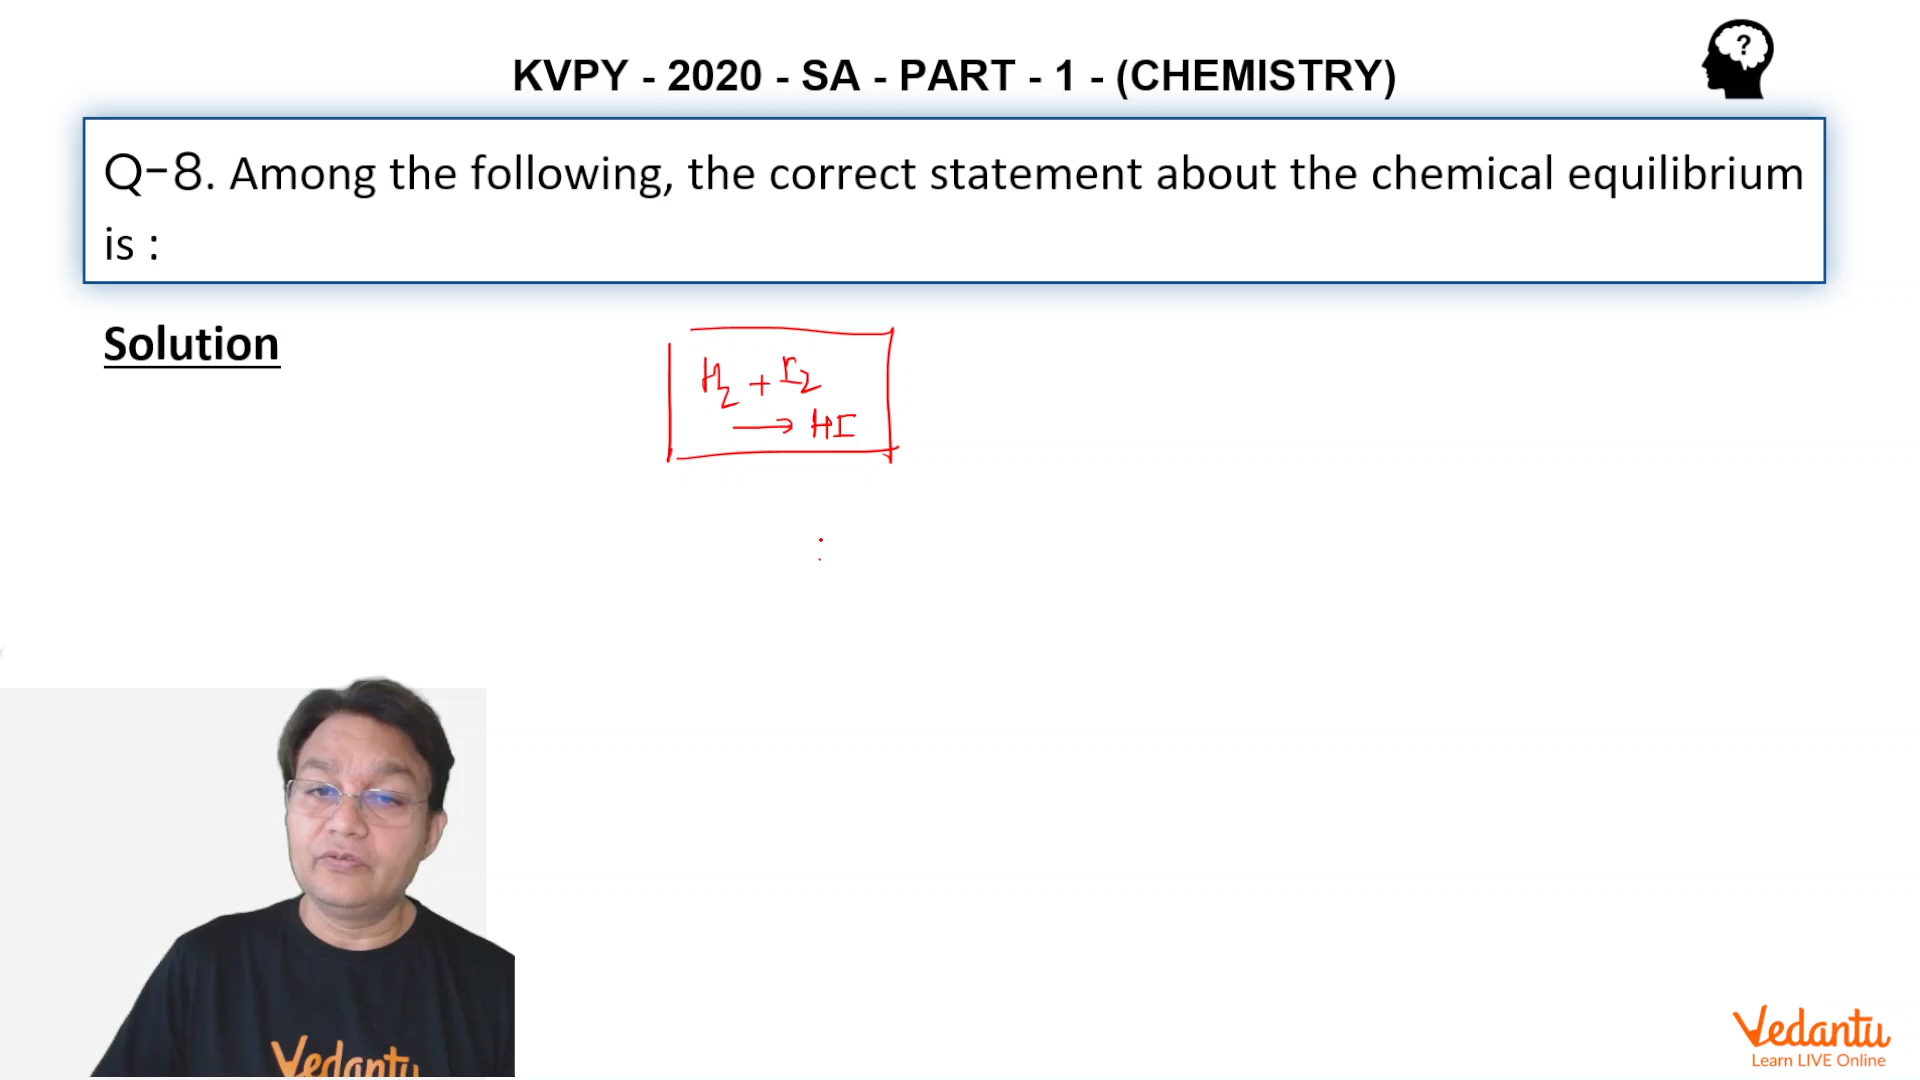 KVPY - 2020 - SA - PART - 1 - (CHEMISTRY)
?
Q-8. Among the following, the correct statement about the chemical equilibrium
is :
Solution
H2 + I2
→ HI
Vedantu
Vedantu
Learn LIVE Online